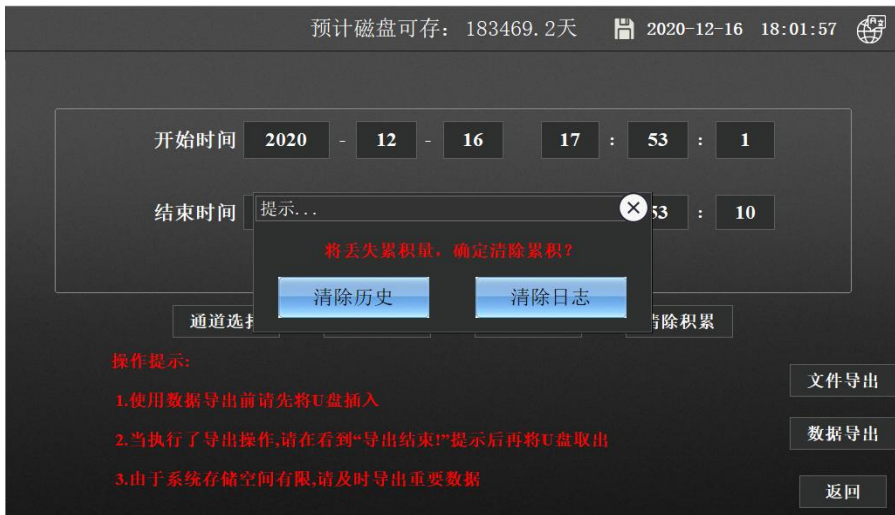 预计磁盘可存：183469.2天 2020-12-16 18:01:57
开始时间 2020 - 12 - 16 17 : 53 : 1
结束时间 53 : 10
提示...
将丢失累积量，确定清除累积？
清除历史 清除日志
通道选择 清除积累
操作提示:
1.使用数据导出前请先将U盘插入
2.当执行了导出操作,请在看到“导出结束!”提示后再将U盘取出
3.由于系统存储空间有限,请及时导出重要数据
文件导出
数据导出
返回